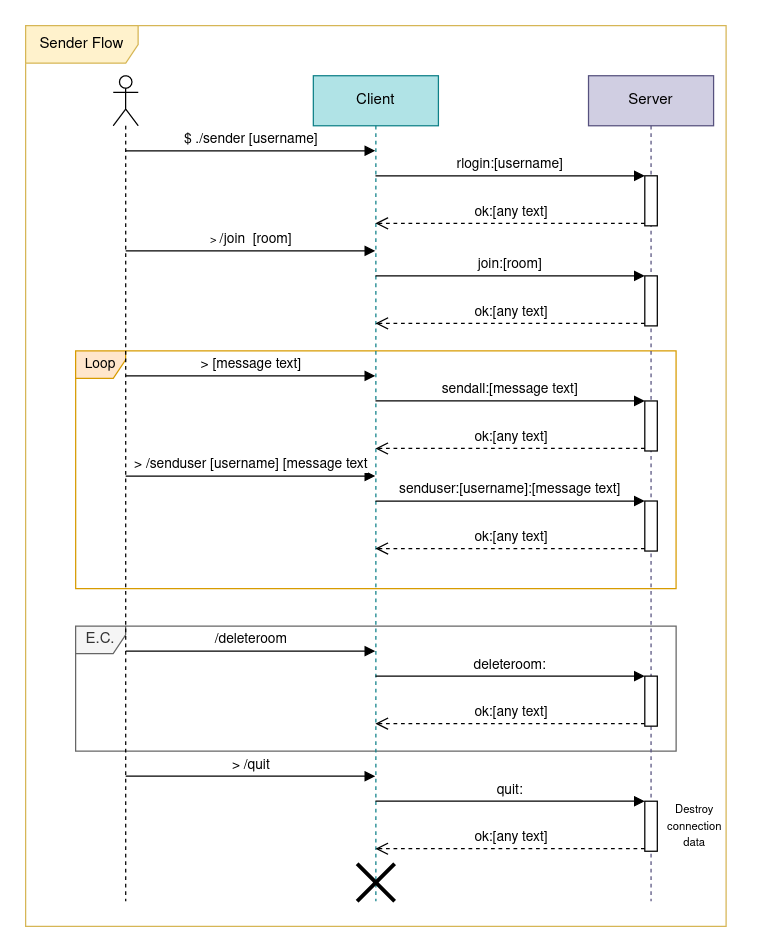 Sender Flow
Client
Server
$ ./sender [username]
rlogin:[username]
ok:[any text]
> /join  [room]
join:[room]
ok:[any text]
Loop
> [message text]
sendall:[message text]
ok:[any text]
> /senduser [username] [message text
senduser:[username]:[message text]
ok:[any text]
E.C.
/deleteroom
deleteroom:
ok:[any text]
> /quit
quit:
Destroy
connection
data
ok:[any text]